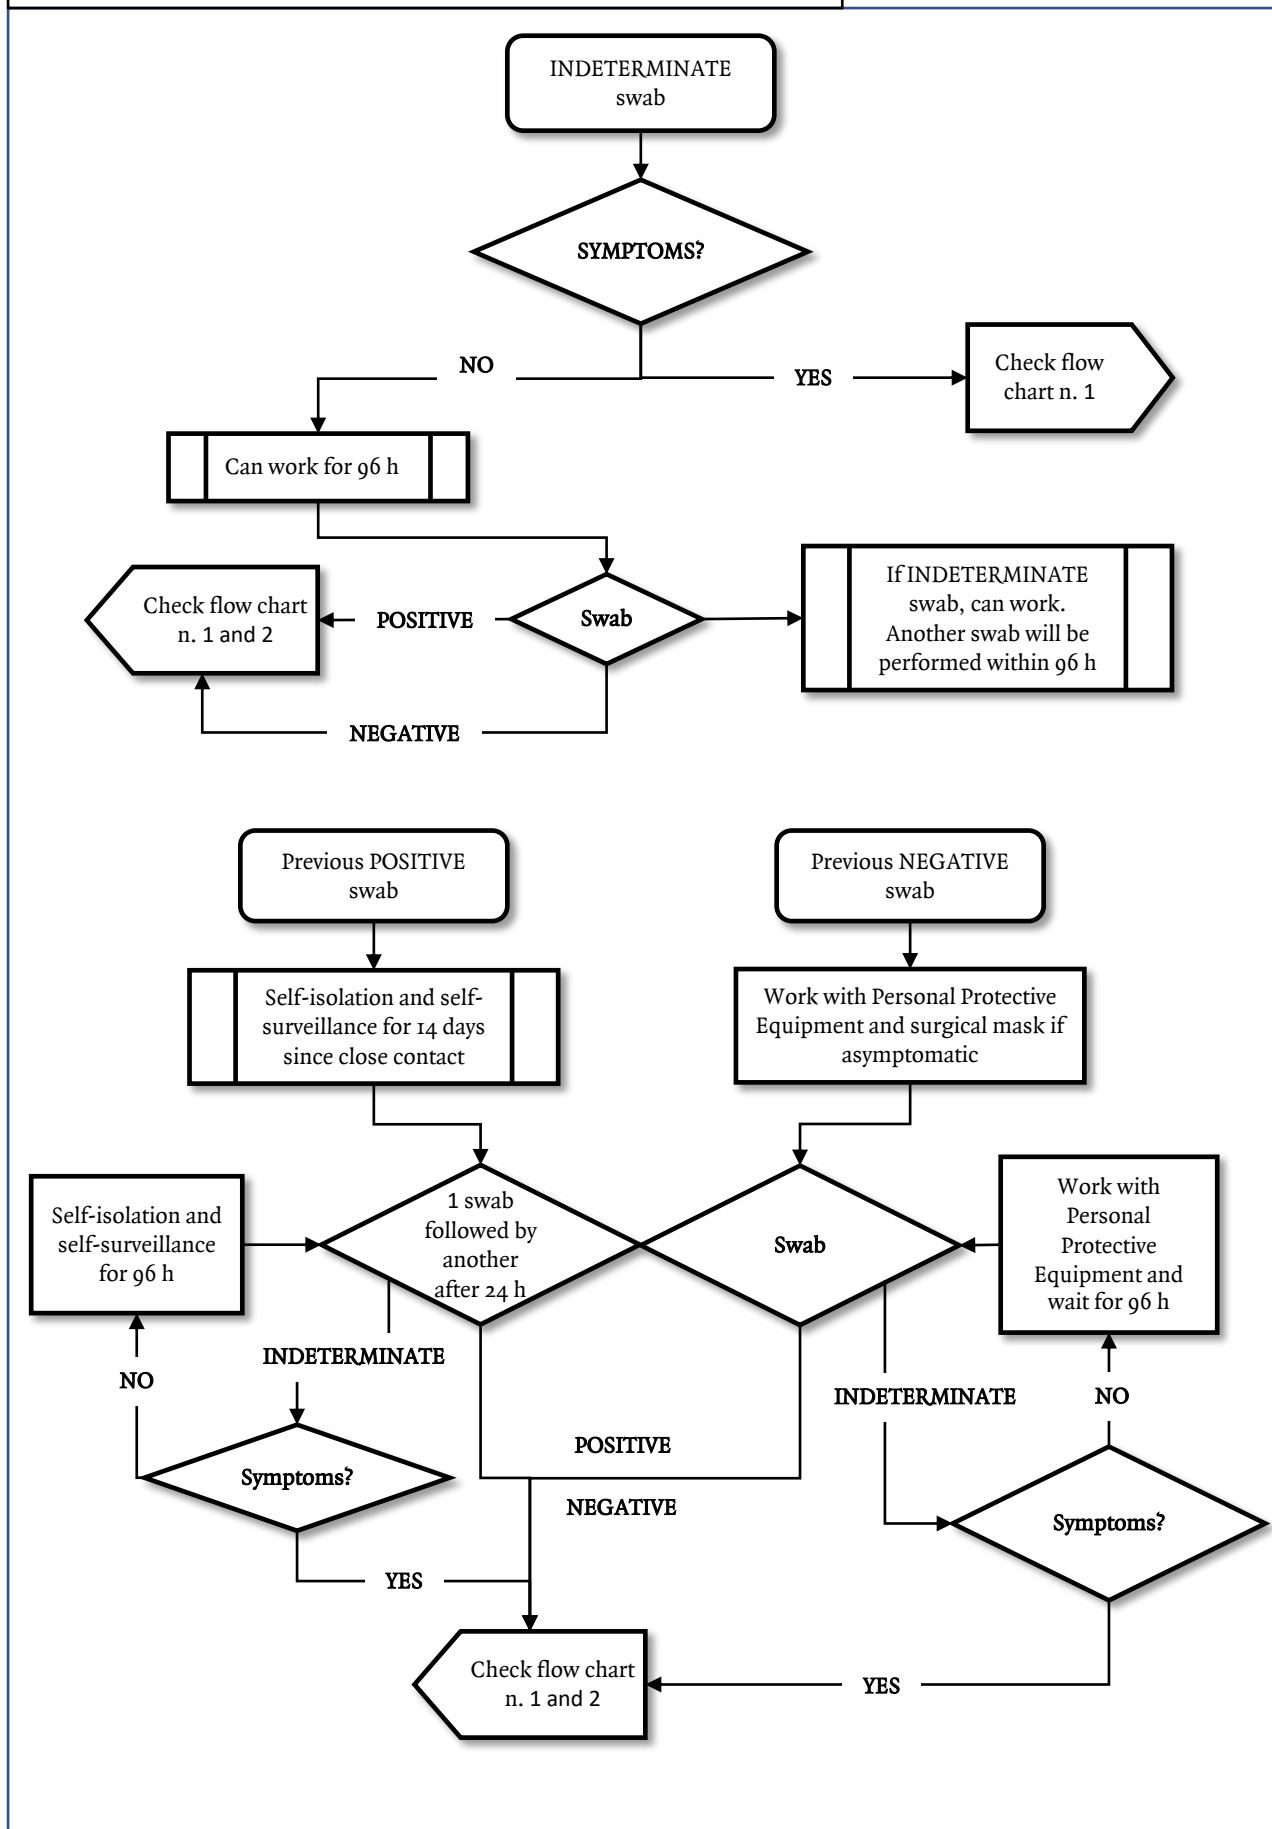 INDETERMINATE
swab
SYMPTOMS?
NO
YES
Check flow
chart n. 1
Can work for 96 h
Check flow chart
n. 1 and 2
POSITIVE
Swab
If INDETERMINATE
swab, can work.
Another swab will be
performed within 96 h
NEGATIVE
Previous POSITIVE
swab
Previous NEGATIVE
swab
Self-isolation and self-
surveillance for 14 days
since close contact
Work with Personal Protective
Equipment and surgical mask if
asymptomatic
Self-isolation and
self-surveillance
for 96 h
1 swab
followed by
another
after 24 h
Swab
Work with
Personal
Protective
Equipment and
wait for 96 h
INDETERMINATE
NO
INDETERMINATE
NO
POSITIVE
Symptoms?
NEGATIVE
Symptoms?
YES
Check flow chart
n. 1 and 2
YES